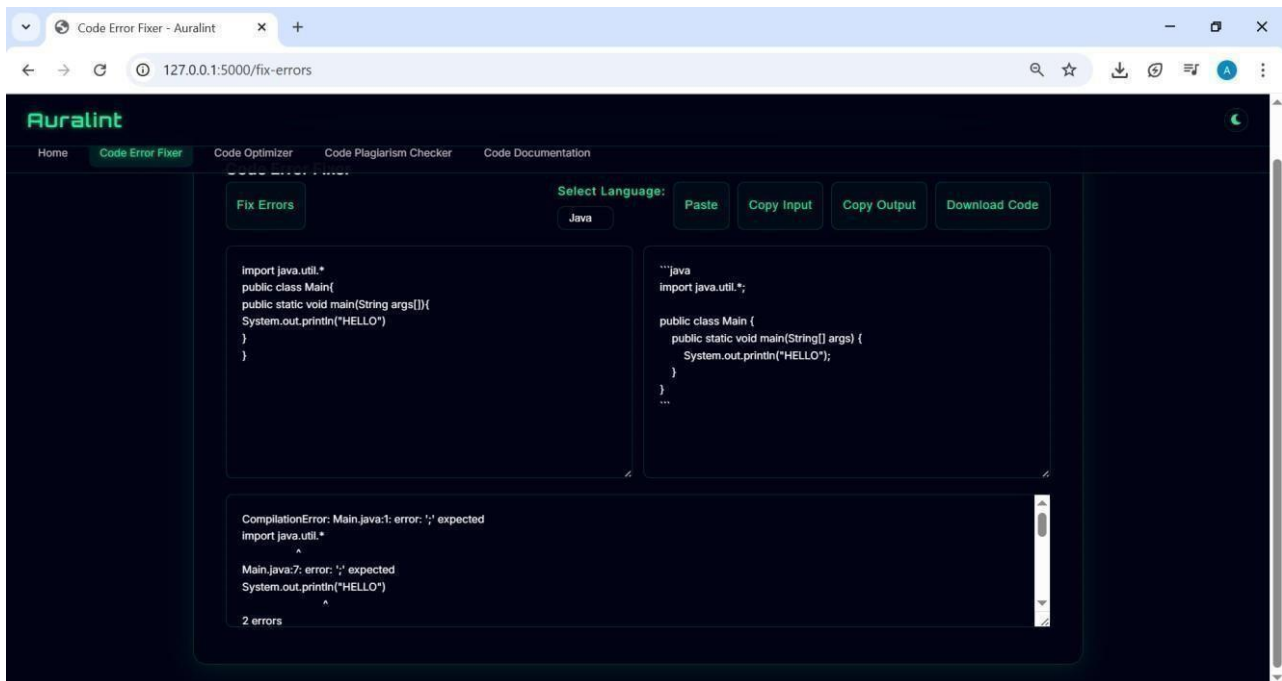 Code Error Fixer - Auralint
127.0.0.1:5000/fix-errors
A
Auralint
Home Code Error Fixer Code Optimizer Code Plagiarism Checker Code Documentation
Code Error Fixer
Fix Errors
Select Language:
Java
Paste Copy Input Copy Output Download Code
import java.util.*
public class Main{
public static void main(String args[]){
System.out.println("HELLO")
}
}
```java
import java.util.*;
public class Main {
public static void main(String[] args) {
System.out.println("HELLO");
}
}
```
CompilationError: Main.java:1: error: ';' expected
import java.util.*
^
Main.java:7: error: ';' expected
System.out.println("HELLO")
^
2 errors